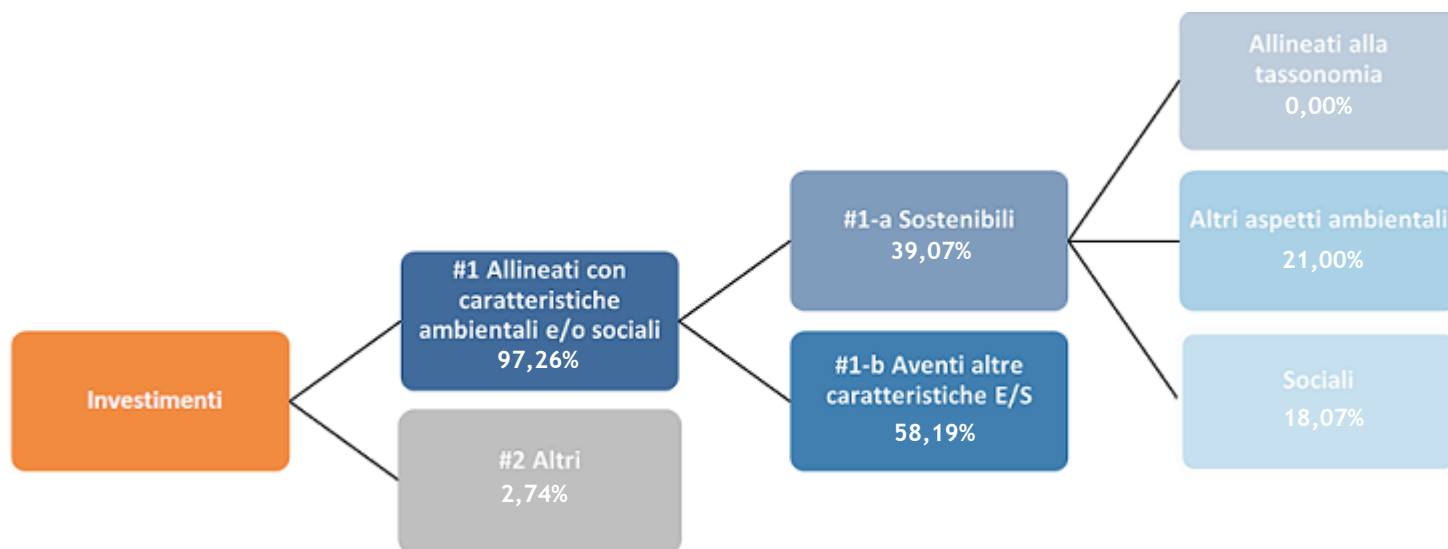 Investimenti
#1 Allineati con
caratteristiche
ambientali e/o sociali
97,26%
#2 Altri
2,74%
#1-a Sostenibili
39,07%
#1-b Aventi altre
caratteristiche E/S
58,19%
Allineati alla
tassonomia
0,00%
Altri aspetti ambientali
21,00%
Sociali
18,07%